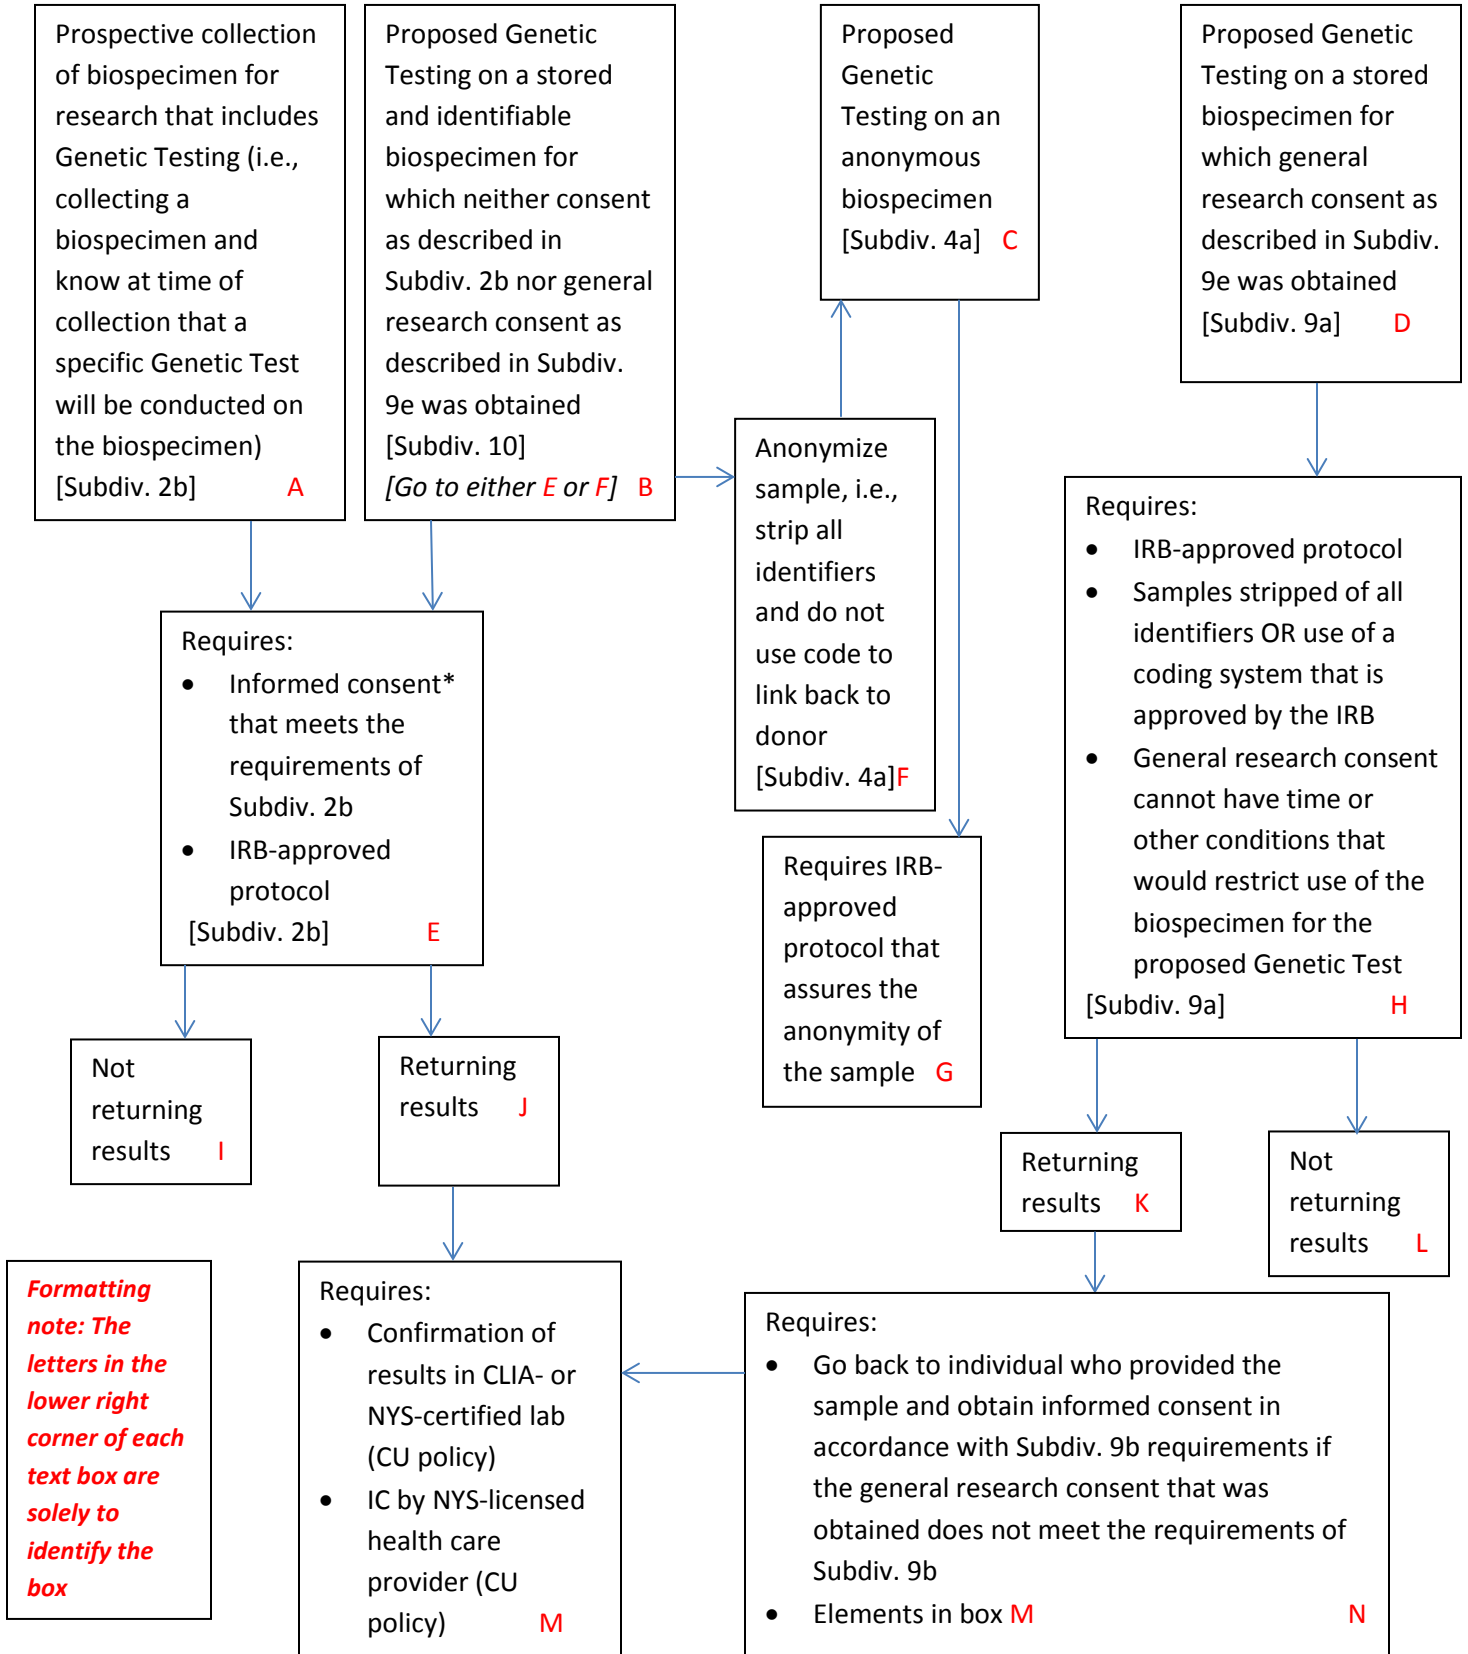 Prospective collection
of biospecimen for
research that includes
Genetic Testing (i.e.,
collecting a
biospecimen and
know at time of
collection that a
specific Genetic Test
will be conducted on
the biospecimen)
[Subdiv. 2b] A
Proposed Genetic
Testing on a stored
and identifiable
biospecimen for
which neither consent
as described in
Subdiv. 2b nor general
research consent as
described in Subdiv.
9e was obtained
[Subdiv. 10]
[Go to either E or F] B
Proposed
Genetic
Testing on an
anonymous
biospecimen
[Subdiv. 4a] C
Proposed Genetic
Testing on a stored
biospecimen for
which general
research consent as
described in Subdiv.
9e was obtained
[Subdiv. 9a] D
Requires:
• Informed consent*
that meets the
requirements of
Subdiv. 2b
• IRB-approved
protocol
[Subdiv. 2b] E
Anonymize
sample, i.e.,
strip all
identifiers
and do not
use code to
link back to
donor
[Subdiv. 4a]F
Requires IRB-
approved
protocol that
assures the
anonymity of
the sample G
Requires:
• IRB-approved protocol
• Samples stripped of all
identifiers OR use of a
coding system that is
approved by the IRB
• General research consent
cannot have time or
other conditions that
would restrict use of the
biospecimen for the
proposed Genetic Test
[Subdiv. 9a] H
Not
returning
results I
Returning
results J
Returning
results K
Not
returning
results L
Formatting
note: The
letters in the
lower right
corner of each
text box are
solely to
identify the
box
Requires:
• Confirmation of
results in CLIA- or
NYS-certified lab
(CU policy)
• IC by NYS-licensed
health care
provider (CU
policy) M
Requires:
• Go back to individual who provided the
sample and obtain informed consent in
accordance with Subdiv. 9b requirements if
the general research consent that was
obtained does not meet the requirements of
Subdiv. 9b
• Elements in box M N